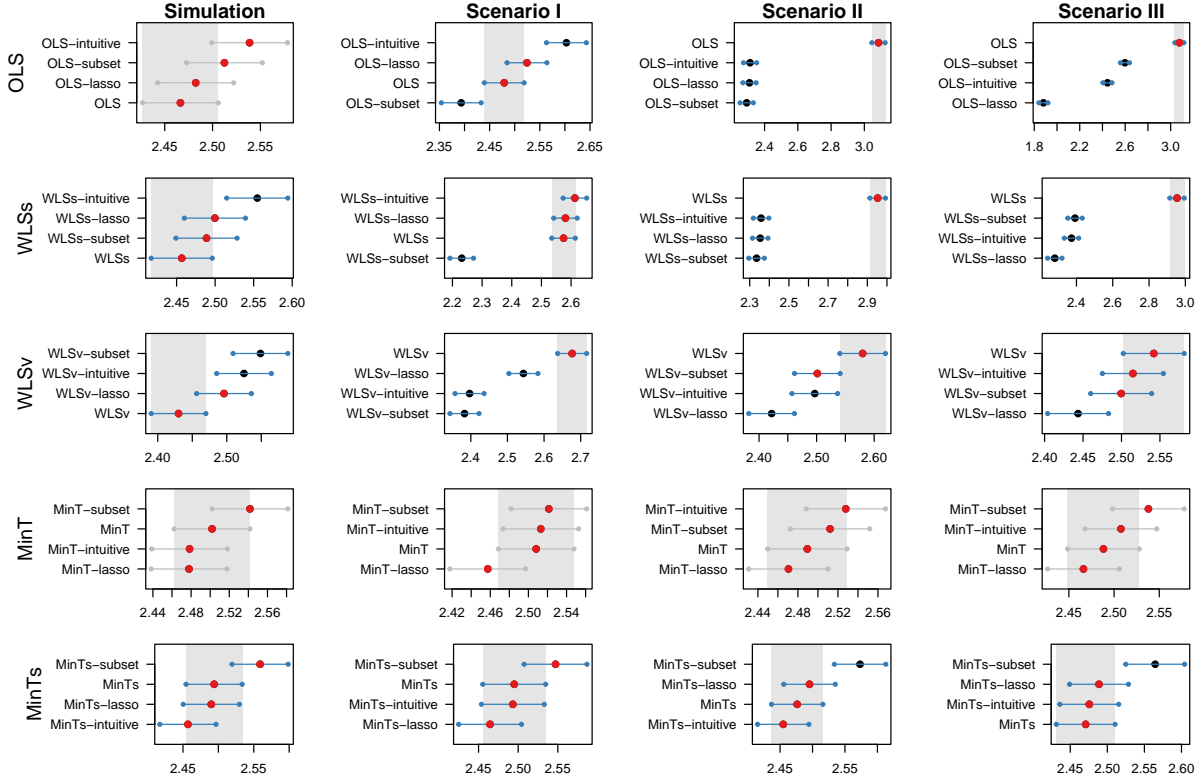 Simulation Scenario I Scenario II Scenario III
OLS
OLS−intuitive
OLS−subset
OLS−lasso
OLS
2.45 2.50 2.55
OLS−intuitive
OLS−lasso
OLS
OLS−subset
2.35 2.45 2.55 2.65
OLS
OLS−intuitive
OLS−lasso
OLS−subset
2.4 2.6 2.8 3.0
OLS
OLS−subset
OLS−intuitive
OLS−lasso
1.8 2.2 2.6 3.0
WLSs
WLSs−intuitive
WLSs−lasso
WLSs−subset
WLSs
2.45 2.50 2.55 2.60
WLSs−intuitive
WLSs−lasso
WLSs
WLSs−subset
2.2 2.3 2.4 2.5 2.6
WLSs
WLSs−intuitive
WLSs−lasso
WLSs−subset
2.3 2.5 2.7 2.9
WLSs
WLSs−subset
WLSs−intuitive
WLSs−lasso
2.4 2.6 2.8 3.0
WLSv
WLSv−subset
WLSv−intuitive
WLSv−lasso
WLSv
2.40 2.50
WLSv
WLSv−lasso
WLSv−intuitive
WLSv−subset
2.4 2.5 2.6 2.7
WLSv
WLSv−subset
WLSv−intuitive
WLSv−lasso
2.40 2.50 2.60
WLSv
WLSv−intuitive
WLSv−subset
WLSv−lasso
2.40 2.45 2.50 2.55
MinT
MinT−subset
MinT
MinT−intuitive
MinT−lasso
2.44 2.48 2.52 2.56
MinT−subset
MinT−intuitive
MinT
MinT−lasso
2.42 2.46 2.50 2.54
MinT−intuitive
MinT−subset
MinT
MinT−lasso
2.44 2.48 2.52 2.56
MinT−subset
MinT−intuitive
MinT
MinT−lasso
2.45 2.50 2.55
MinTs
MinTs−subset
MinTs
MinTs−lasso
MinTs−intuitive
2.45 2.55
MinTs−subset
MinTs
MinTs−intuitive
MinTs−lasso
2.45 2.50 2.55
MinTs−subset
MinTs−lasso
MinTs
MinTs−intuitive
2.45 2.55
MinTs−subset
MinTs−lasso
MinTs−intuitive
MinTs
2.45 2.50 2.55 2.60